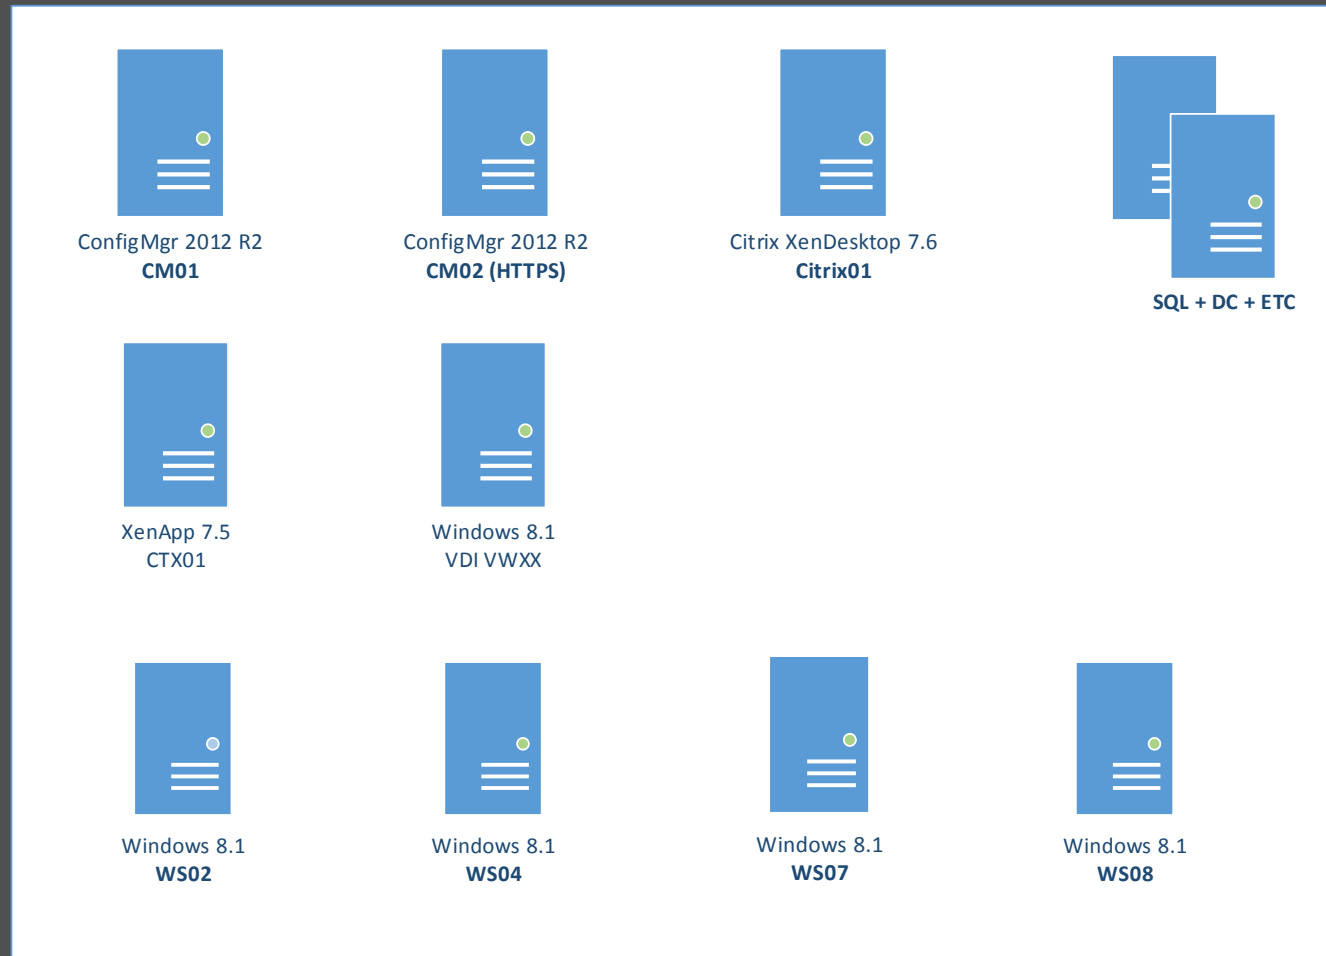 ConfigMgr 2012 R2
CM01
ConfigMgr 2012 R2
CM02 (HTTPS)
Citrix XenDesktop 7.6
Citrix01
SQL + DC + ETC
XenApp 7.5
CTX01
Windows 8.1
VDI VWXX
Windows 8.1
WS02
Windows 8.1
WS04
Windows 8.1
WS07
Windows 8.1
WS08